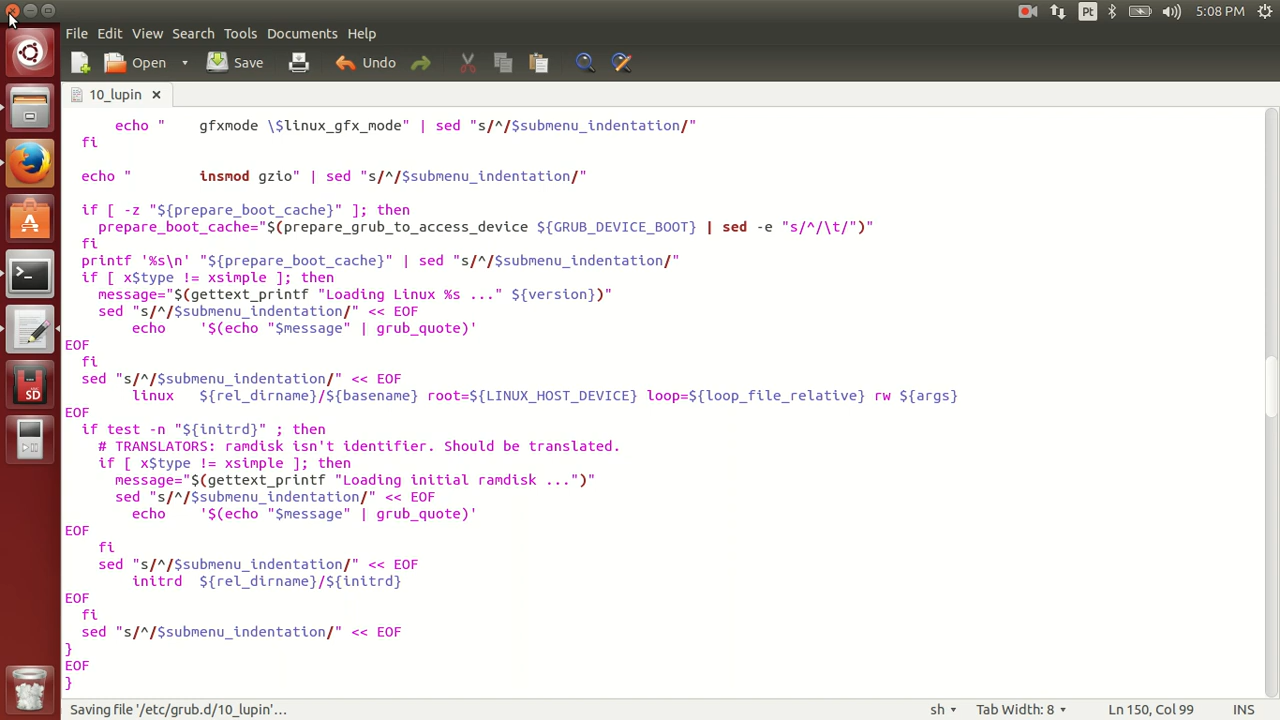 Pt
5:08 PM
File Edit View Search Tools Documents Help
Open Save Undo
10_lupin
echo "    gfxmode \$linux_gfx_mode" | sed "s/^/$submenu_indentation/"
fi
echo "        insmod gzio" | sed "s/^/$submenu_indentation/"
if [ -z "${prepare_boot_cache}" ]; then
prepare_boot_cache="$(prepare_grub_to_access_device ${GRUB_DEVICE_BOOT} | sed -e "s/^/\t/")"
fi
printf '%s\n' "${prepare_boot_cache}" | sed "s/^/$submenu_indentation/"
if [ x$type != xsimple ]; then
message="$(gettext_printf "Loading Linux %s ..." ${version})"
sed "s/^/$submenu_indentation/" << EOF
echo    '$(echo "$message" | grub_quote)'
EOF
fi
sed "s/^/$submenu_indentation/" << EOF
linux   ${rel_dirname}/${basename} root=${LINUX_HOST_DEVICE} loop=${loop_file_relative} rw ${args}
EOF
if test -n "${initrd}" ; then
# TRANSLATORS: ramdisk isn't identifier. Should be translated.
if [ x$type != xsimple ]; then
message="$(gettext_printf "Loading initial ramdisk ...")"
sed "s/^/$submenu_indentation/" << EOF
echo    '$(echo "$message" | grub_quote)'
EOF
fi
sed "s/^/$submenu_indentation/" << EOF
initrd  ${rel_dirname}/${initrd}
EOF
fi
sed "s/^/$submenu_indentation/" << EOF
}
EOF
}
SD
Saving file '/etc/grub.d/10_lupin'…
sh Tab Width: 8 Ln 150, Col 99 INS